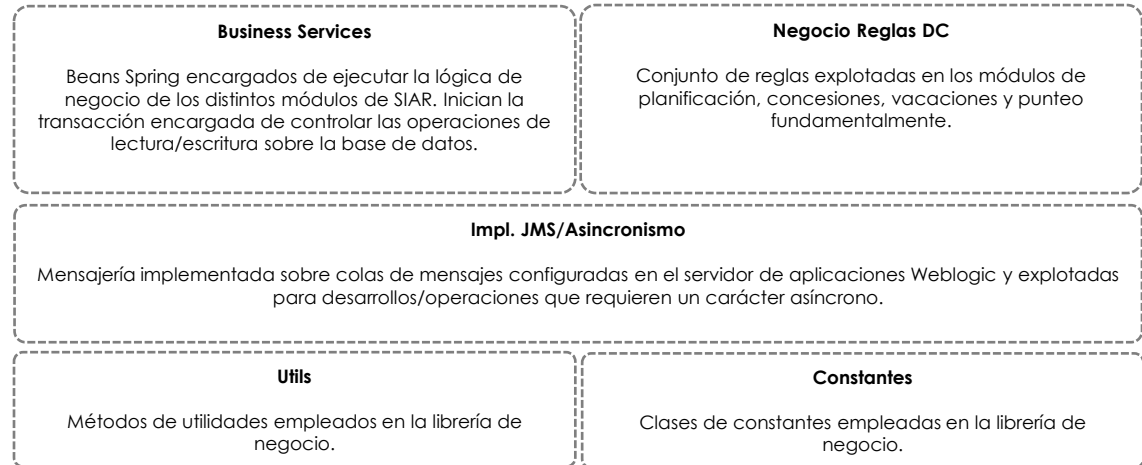 Business Services
Beans Spring encargados de ejecutar la lógica de
negocio de los distintos módulos de SIAR. Inician la
transacción encargada de controlar las operaciones de
lectura/escritura sobre la base de datos.
Negocio Reglas DC
Conjunto de reglas explotadas en los módulos de
planificación, concesiones, vacaciones y punteo
fundamentalmente.
Impl. JMS/Asincronismo
Mensajería implementada sobre colas de mensajes configuradas en el servidor de aplicaciones Weblogic y explotadas
para desarrollos/operaciones que requieren un carácter asíncrono.
Utils
Métodos de utilidades empleados en la librería de
negocio.
Constantes
Clases de constantes empleadas en la librería de
negocio.